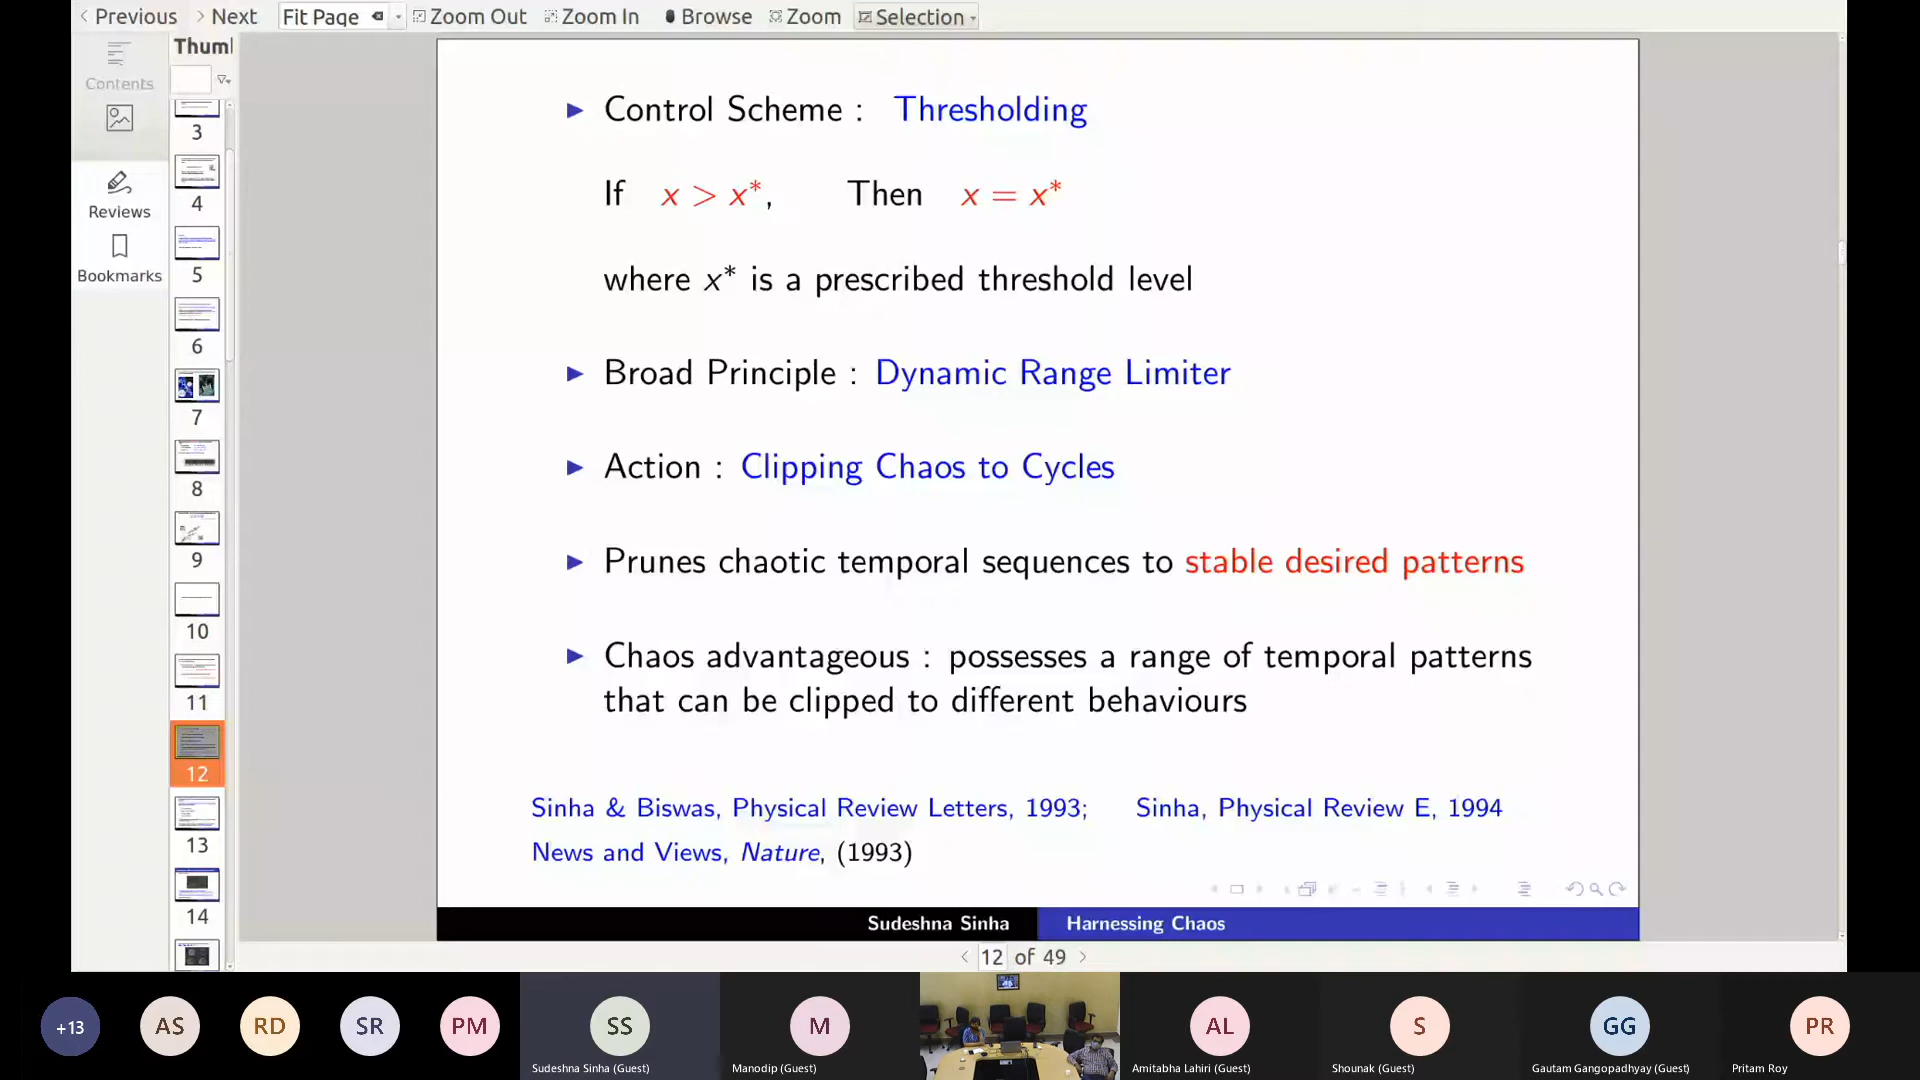 Previous Next Fit Page Zoom Out Zoom In Browse Zoom Selection
Contents
Reviews
Bookmarks
Thuml
3
4
5
6
7
8
9
10
11
12
13
14
Control Scheme : Thresholding
If x > x*, Then x = x*
where x* is a prescribed threshold level
Broad Principle : Dynamic Range Limiter
Action : Clipping Chaos to Cycles
Prunes chaotic temporal sequences to stable desired patterns
Chaos advantageous : possesses a range of temporal patterns
that can be clipped to different behaviours
Sinha & Biswas, Physical Review Letters, 1993; Sinha, Physical Review E, 1994
News and Views, Nature, (1993)
Sudeshna Sinha Harnessing Chaos
12 of 49
+13 AS RD SR PM SS M AL S GG PR
Sudeshna Sinha (Guest) Manodip (Guest) Amitabha Lahiri (Guest) Shounak (Guest) Gautam Gangopadhyay (Guest) Pritam Roy